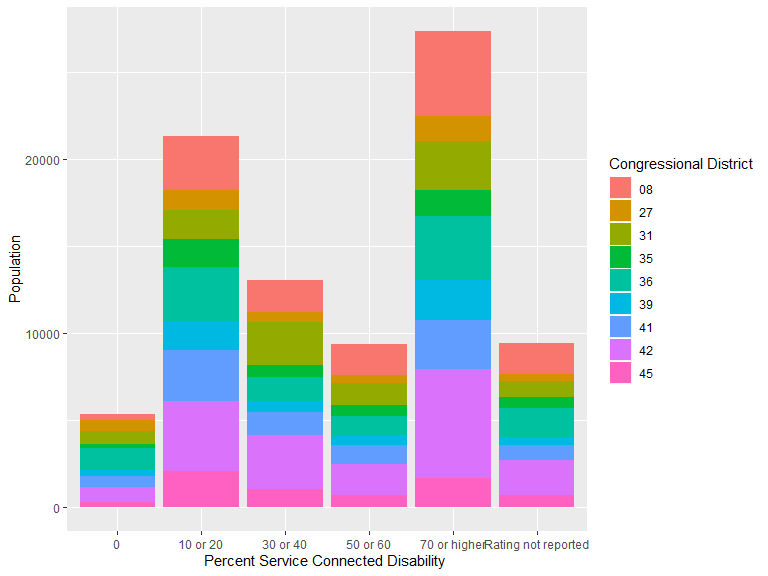 Population
20000
10000
0
0
10 or 20
30 or 40
50 or 60
70 or higher
Rating not reported
Percent Service Connected Disability
Congressional District
08
27
31
35
36
39
41
42
45